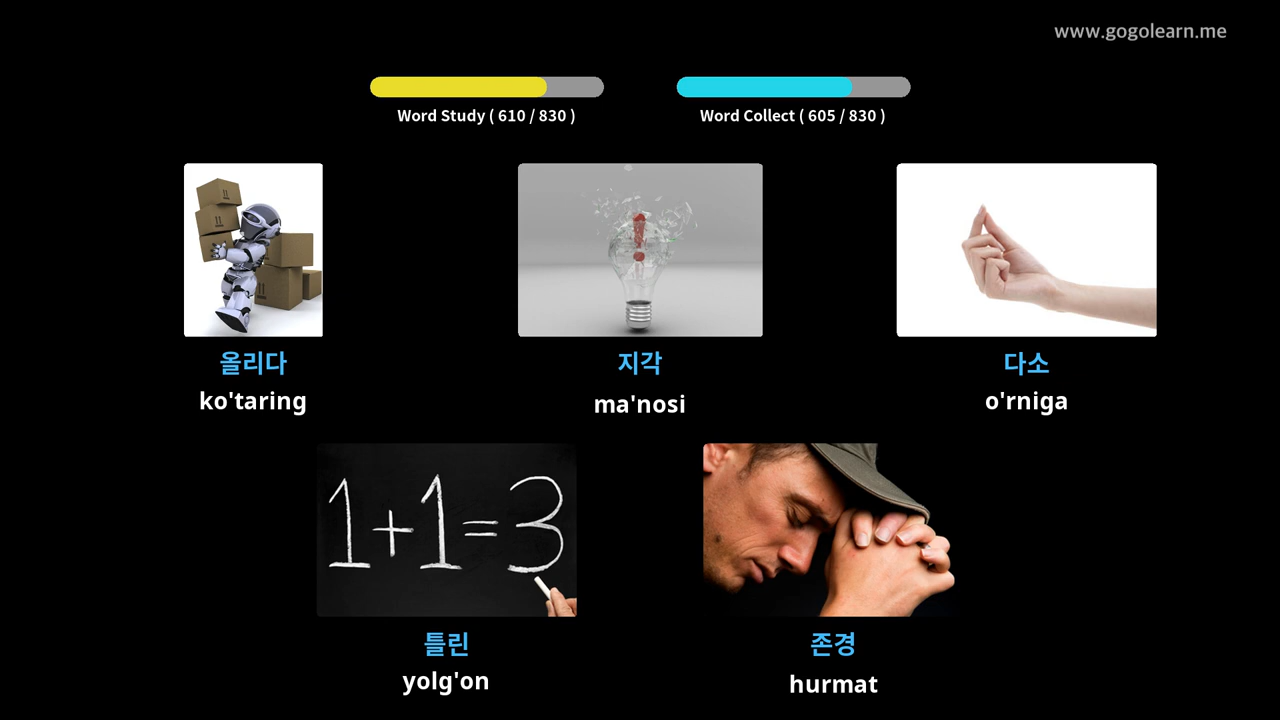 www.gogolearn.me
Word Study ( 610 / 830 )
Word Collect ( 605 / 830 )
올리다
ko'taring
지각
ma'nosi
다소
o'rniga
1+1=3
틀린
yolg'on
존경
hurmat